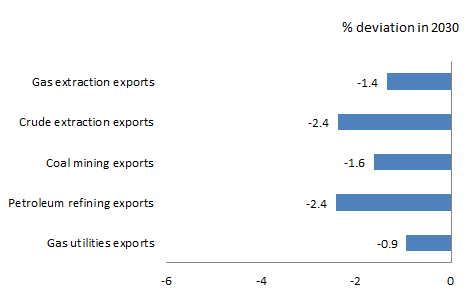 % deviation in 2030
Gas extraction exports -1.4
Crude extraction exports -2.4
Coal mining exports -1.6
Petroleum refining exports -2.4
Gas utilities exports -0.9
-6 -4 -2 0